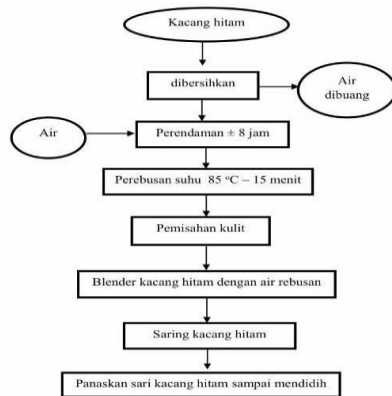 Kacang hitam
dibersihkan
Air
dibuang
Air
Perendaman ± 8 jam
Perebusan suhu 85 °C – 15 menit
Pemisahan kulit
Blender kacang hitam dengan air rebusan
Saring kacang hitam
Panaskan sari kacang hitam sampai mendidih